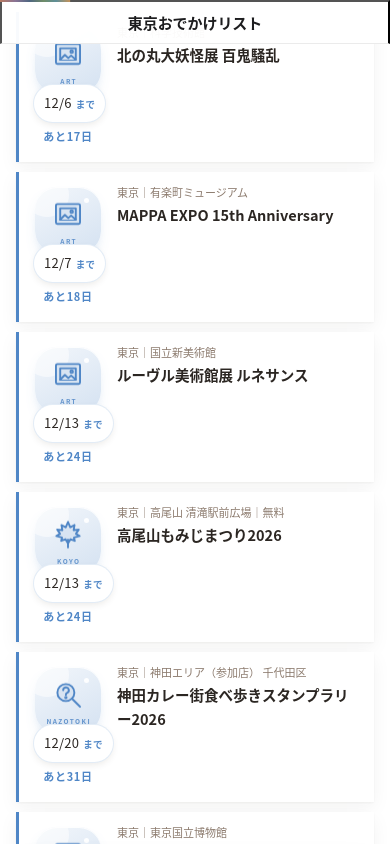 東京おでかけリスト
北の丸大妖怪展 百鬼騒乱
ART
12/6 まで
あと17日
東京｜有楽町ミュージアム
MAPPA EXPO 15th Anniversary
ART
12/7 まで
あと18日
東京｜国立新美術館
ルーヴル美術館展 ルネサンス
ART
12/13 まで
あと24日
東京｜高尾山 清滝駅前広場｜無料
高尾山もみじまつり2026
KOYO
12/13 まで
あと24日
東京｜神田エリア（参加店） 千代田区
神田カレー街食べ歩きスタンプラリ
ー2026
NAZOTOKI
12/20 まで
あと31日
東京｜東京国立博物館